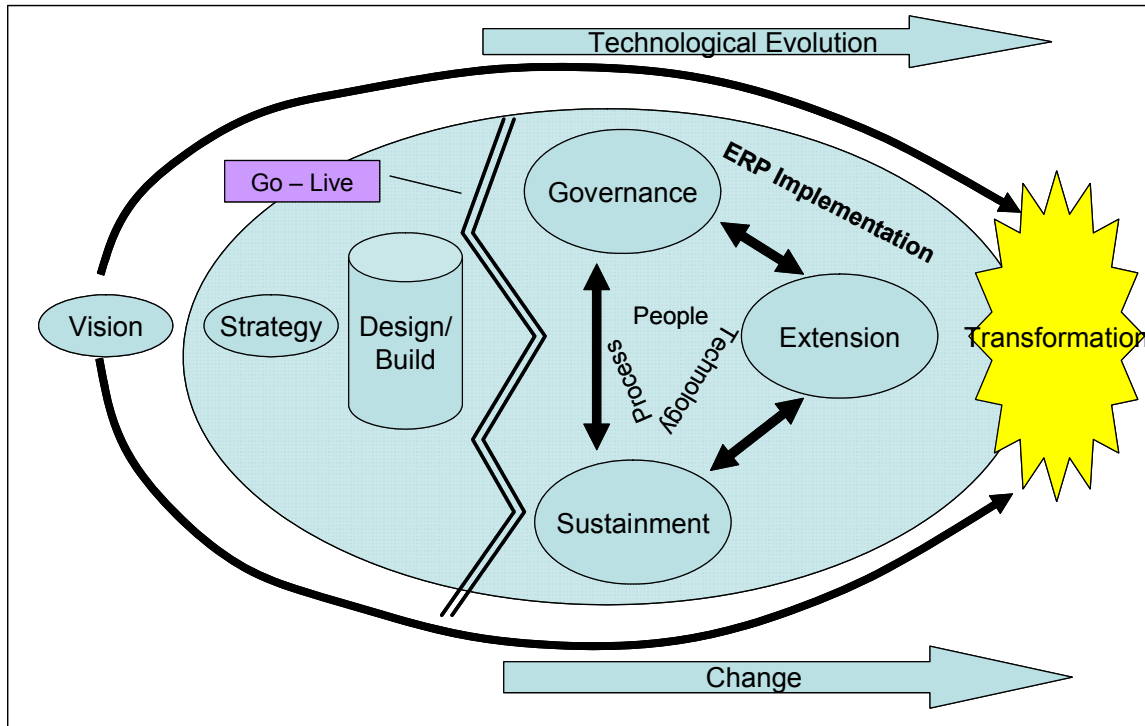 Technological Evolution
Go – Live
Governance
ERP Implementation
Vision
Strategy
Design/
Build
People
Process
Technology
Extension
Transformation
Sustainment
Change